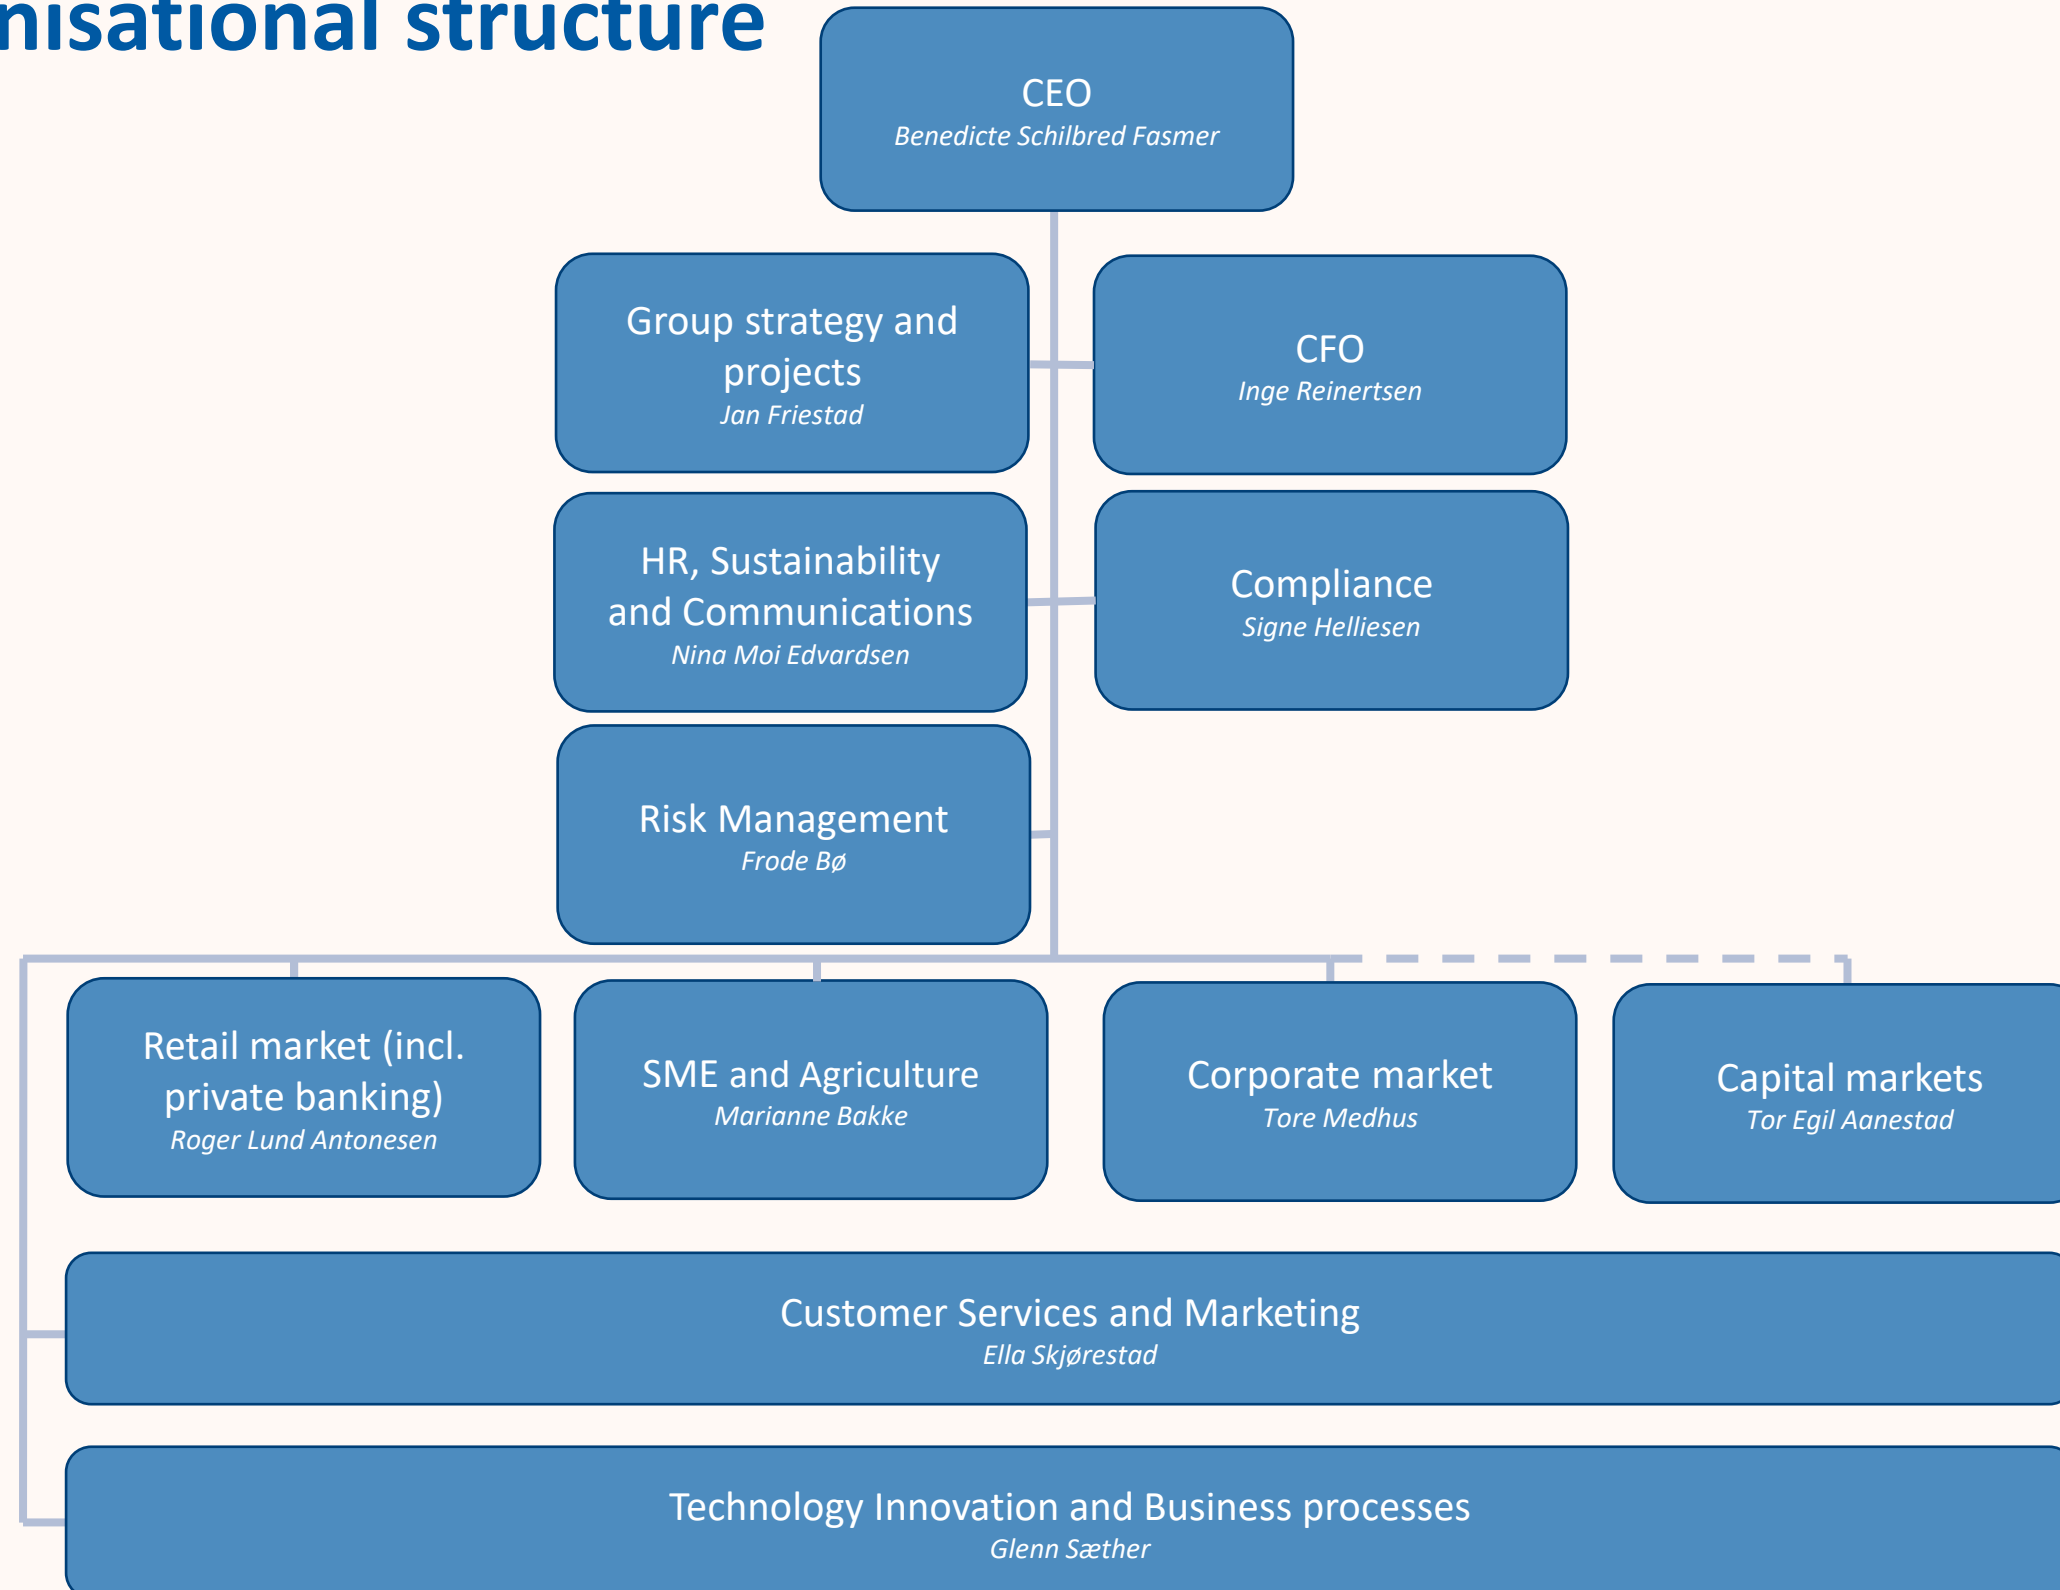 nisational structure
CEO
Benedicte Schilbred Fasmer
Group strategy and
projects
Jan Friestad
CFO
Inge Reinertsen
HR, Sustainability
and Communications
Nina Moi Edvardsen
Compliance
Signe Helliesen
Risk Management
Frode Bø
Retail market (incl.
private banking)
Roger Lund Antonesen
SME and Agriculture
Marianne Bakke
Corporate market
Tore Medhus
Capital markets
Tor Egil Aanestad
Customer Services and Marketing
Ella Skjørestad
Technology Innovation and Business processes
Glenn Sæther